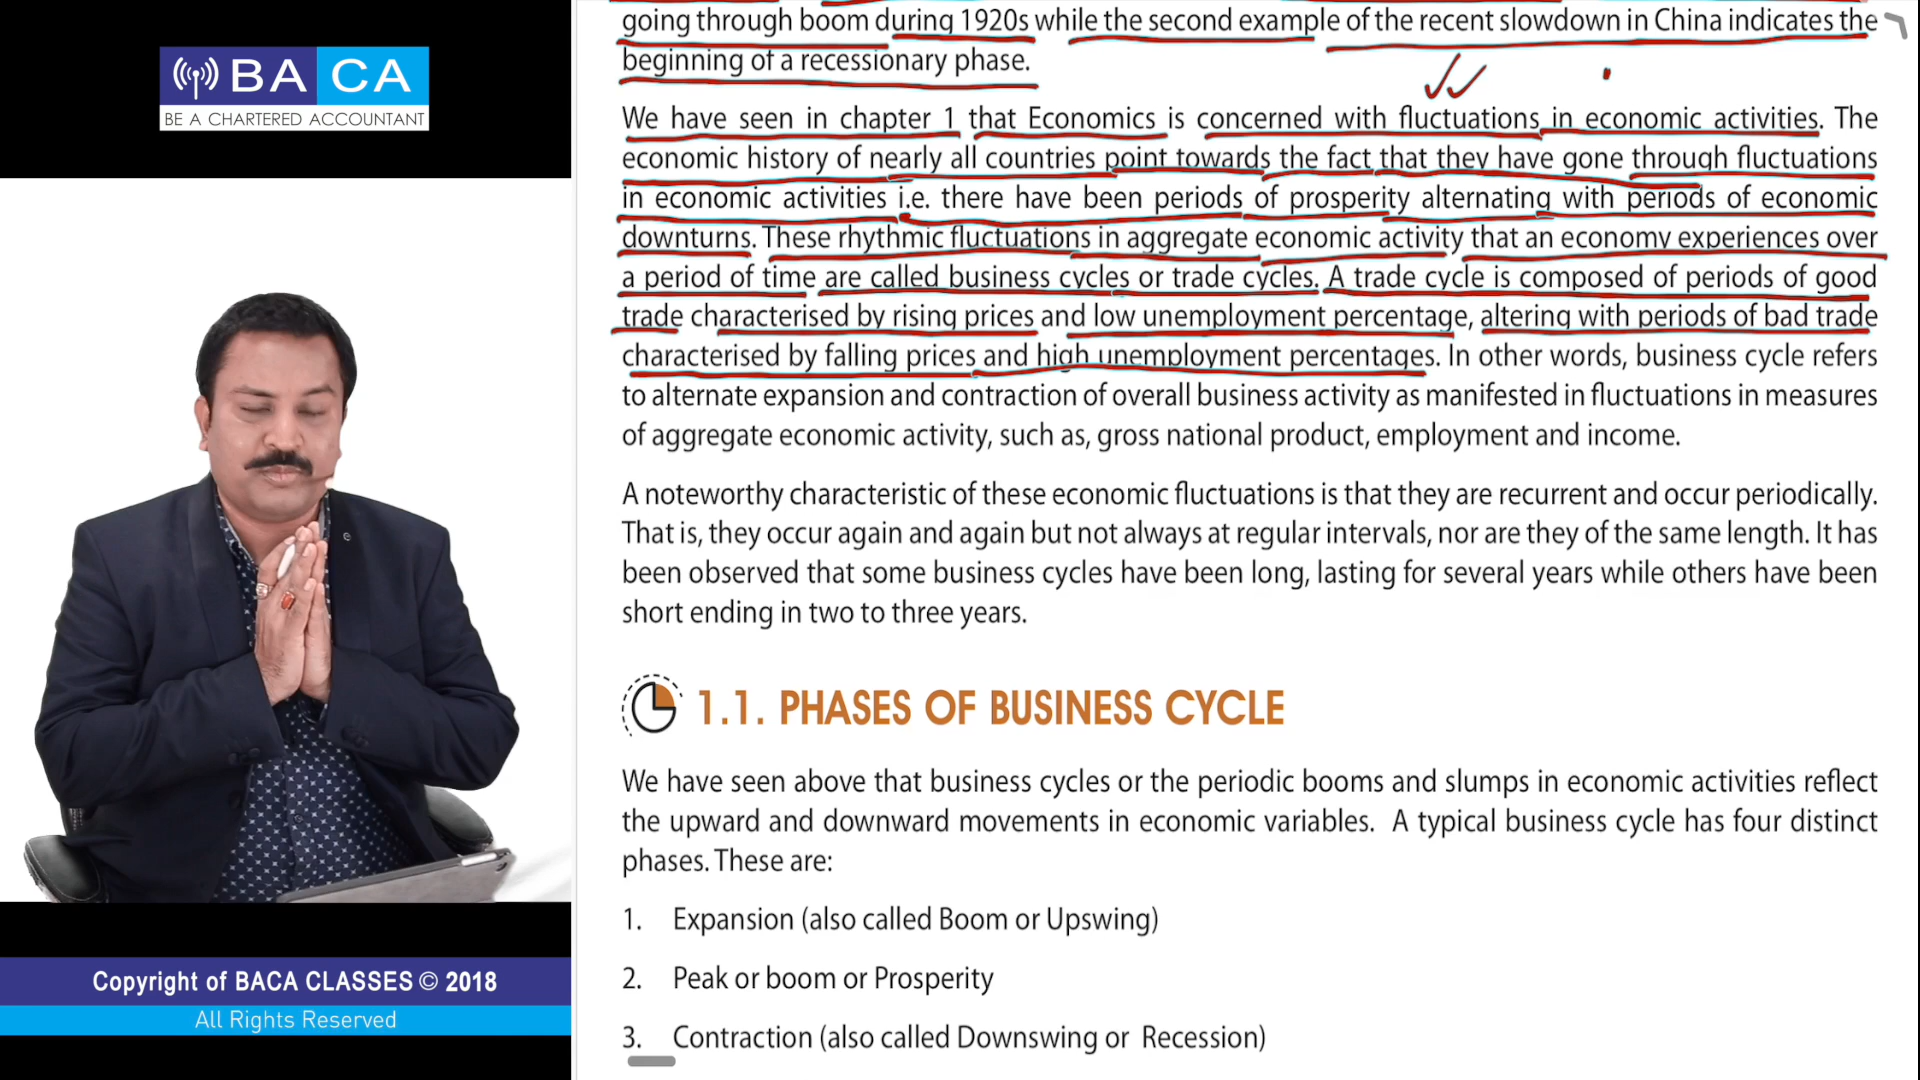 BA CA
BE A CHARTERED ACCOUNTANT
going through boom during 1920s while the second example of the recent slowdown in China indicates the
beginning of a recessionary phase.
We have seen in chapter 1 that Economics is concerned with fluctuations in economic activities. The
economic history of nearly all countries point towards the fact that they have gone through fluctuations
in economic activities i.e. there have been periods of prosperity alternating with periods of economic
downturns. These rhythmic fluctuations in aggregate economic activity that an economy experiences over
a period of time are called business cycles or trade cycles. A trade cycle is composed of periods of good
trade characterised by rising prices and low unemployment percentage, altering with periods of bad trade
characterised by falling prices and high unemployment percentages. In other words, business cycle refers
to alternate expansion and contraction of overall business activity as manifested in fluctuations in measures
of aggregate economic activity, such as, gross national product, employment and income.
A noteworthy characteristic of these economic fluctuations is that they are recurrent and occur periodically.
That is, they occur again and again but not always at regular intervals, nor are they of the same length. It has
been observed that some business cycles have been long, lasting for several years while others have been
short ending in two to three years.
1.1. PHASES OF BUSINESS CYCLE
We have seen above that business cycles or the periodic booms and slumps in economic activities reflect
the upward and downward movements in economic variables. A typical business cycle has four distinct
phases. These are:
1. Expansion (also called Boom or Upswing)
2. Peak or boom or Prosperity
3. Contraction (also called Downswing or Recession)
Copyright of BACA CLASSES © 2018
All Rights Reserved